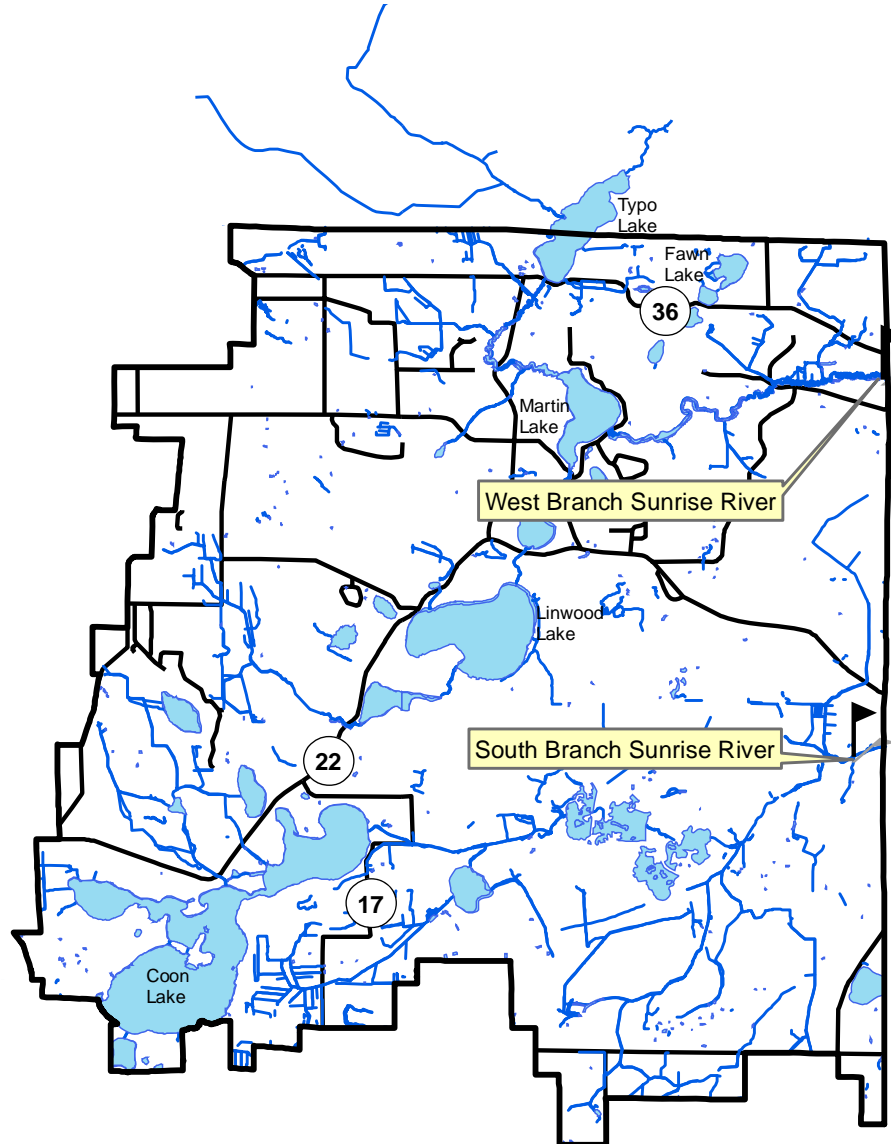 Typo
Lake
Fawn
Lake
36
Martin
Lake
West Branch Sunrise River
Linwood
Lake
South Branch Sunrise River
22
17
Coon
Lake